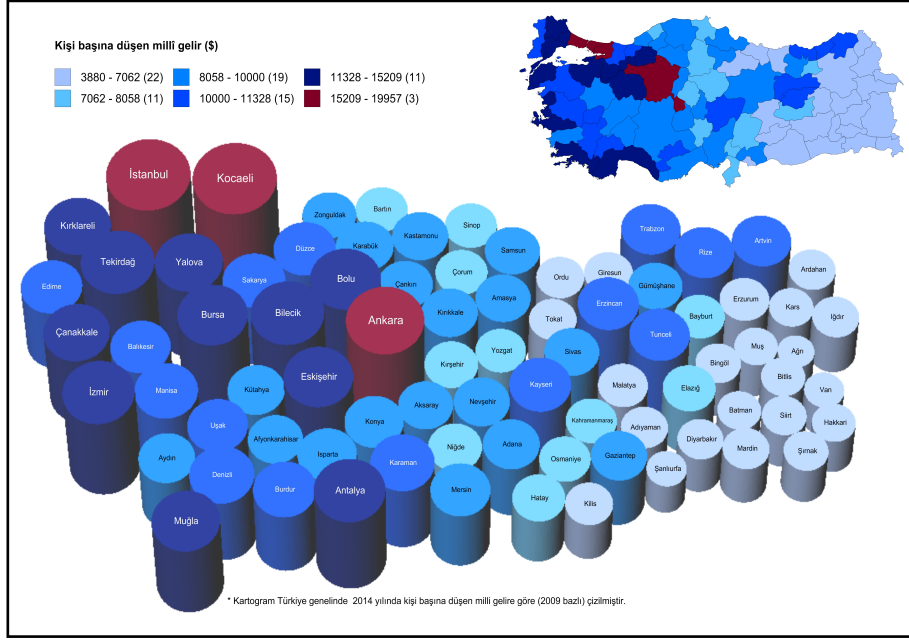 Kişi başına düşen millî gelir ($)
3880 - 7062 (22)
8058 - 10000 (19)
11328 - 15209 (11)
7062 - 8058 (11)
10000 - 11328 (15)
15209 - 19957 (3)
İstanbul
Kocaeli
Kırklareli
Zonguldak
Bartın
Sinop
Kastamonu
Samsun
Trabzon
Rize
Artvin
Ardahan
Tekirdağ
Yalova
Düzce
Karabük
Edirne
Sakarya
Bolu
Çankırı
Çorum
Ordu
Giresun
Gümüşhane
Bayburt
Erzurum
Kars
Iğdır
Çanakkale
Bursa
Bilecik
Ankara
Kırıkkale
Amasya
Tokat
Erzincan
Tunceli
Balıkesir
Kırşehir
Yozgat
Sivas
Bingöl
Muş
Ağrı
İzmir
Manisa
Kütahya
Eskişehir
Kayseri
Malatya
Elazığ
Bitlis
Van
Uşak
Afyonkarahisar
Konya
Aksaray
Nevşehir
Kahramanmaraş
Adıyaman
Diyarbakır
Batman
Siirt
Hakkari
Aydın
Denizli
Isparta
Karaman
Niğde
Adana
Osmaniye
Gaziantep
Şanlıurfa
Mardin
Şırnak
Burdur
Antalya
Mersin
Hatay
Kilis
Muğla
* Kartogram Türkiye genelinde 2014 yılında kişi başına düşen milli gelire göre (2009 bazlı) çizilmiştir.